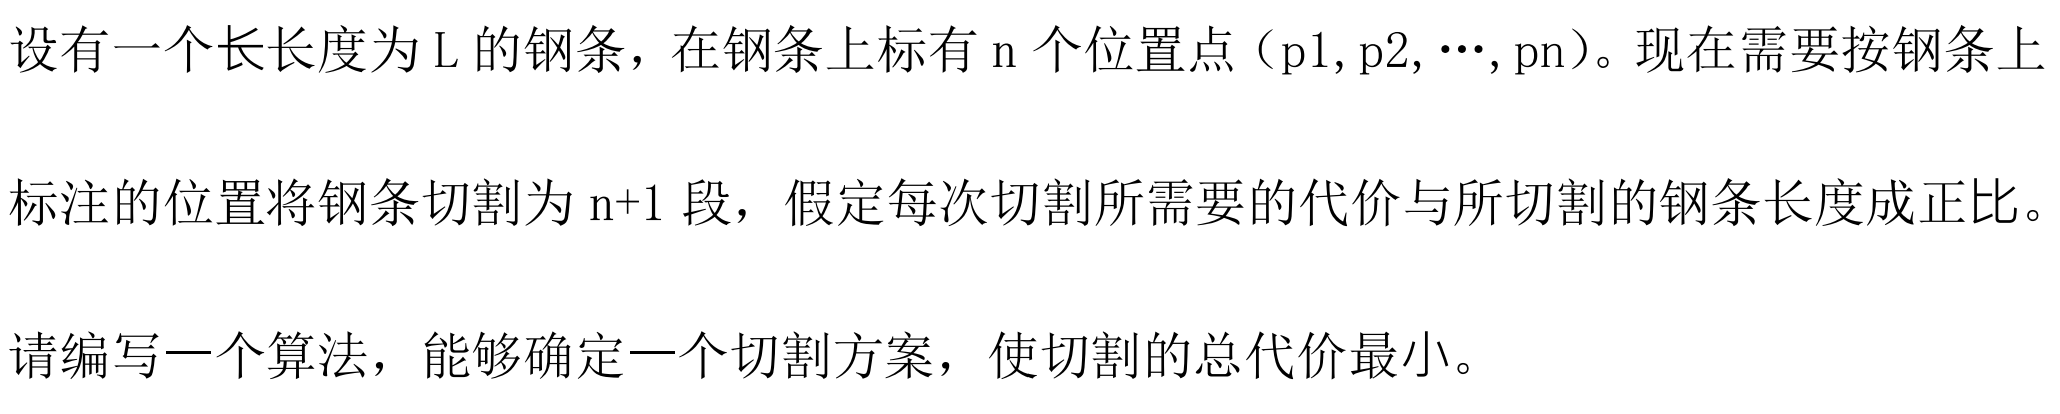 设有一个长长度为 L 的钢条，在钢条上标有 n 个位置点（p1,p2,…,pn）。现在需要按钢条上
标注的位置将钢条切割为 n+1 段，假定每次切割所需要的代价与所切割的钢条长度成正比。
请编写一个算法，能够确定一个切割方案，使切割的总代价最小。